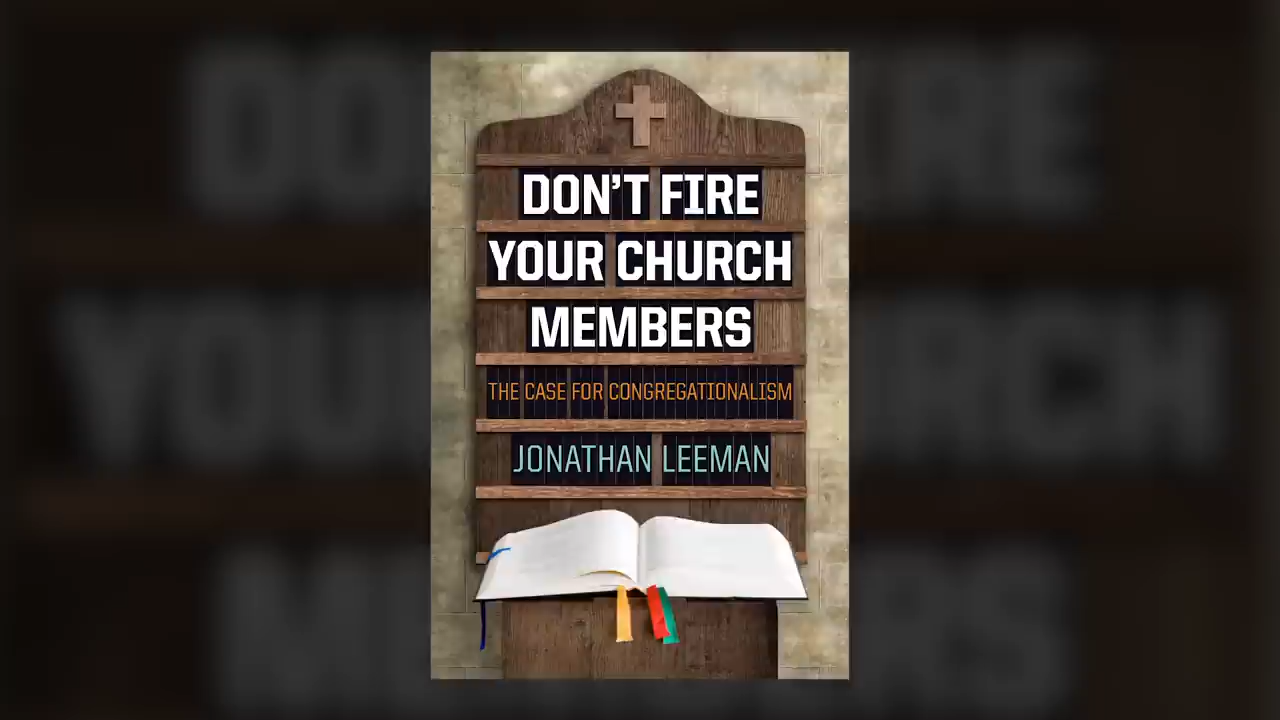 DON'T FIRE
YOUR CHURCH
MEMBERS
THE CASE FOR CONGREGATIONALISM
JONATHAN LEEMAN